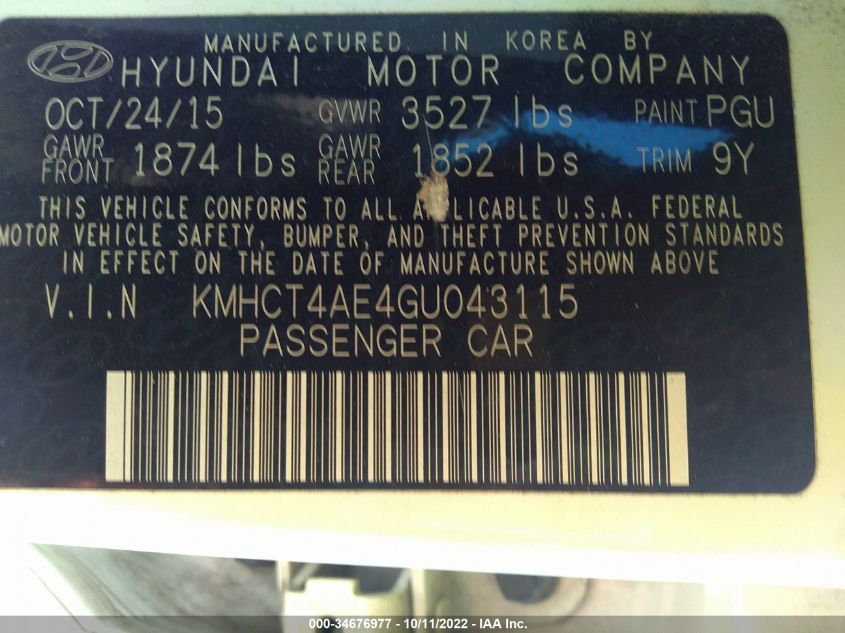 MANUFACTURED IN KOREA BY
HYUNDAI MOTOR COMPANY
OCT/24/15 GVWR 3527 lbs PAINT PGU
GAWR FRONT 1874 lbs GAWR REAR 1852 lbs TRIM 9Y
THIS VEHICLE CONFORMS TO ALL A LICABLE U.S.A. FEDERAL
MOTOR VEHICLE SAFETY, BUMPER, AND THEFT PREVENTION STANDARDS
IN EFFECT ON THE DATE OF MANUFACTURE SHOWN ABOVE
V.I.N KMHCT4AE4GU043115
PASSENGER CAR
000-34676977 - 10/11/2022 - IAA Inc.